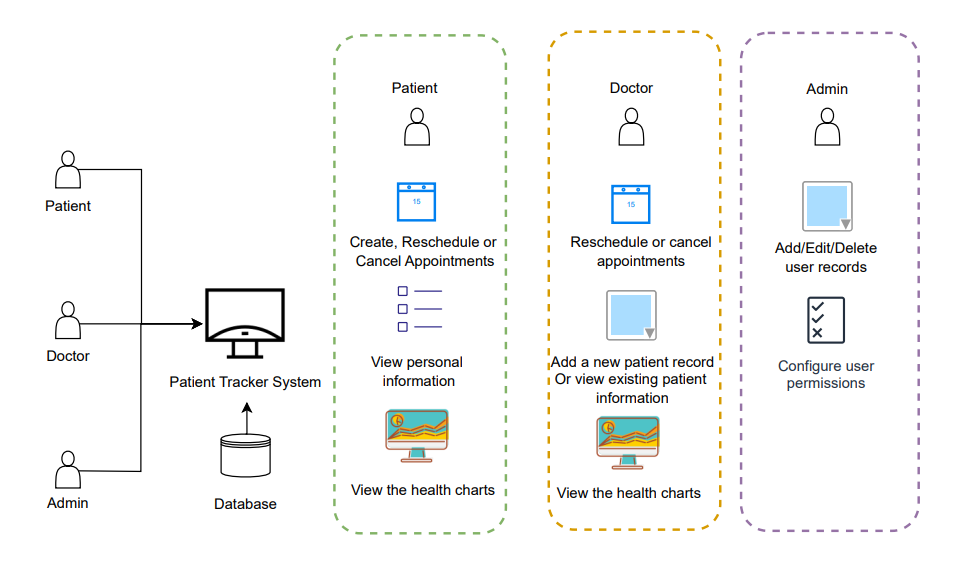 Patient
Doctor
Admin
Patient Tracker System
Database
Patient
15
Create, Reschedule or
Cancel Appointments
View personal
information
View the health charts
Doctor
15
Reschedule or cancel
appointments
Add a new patient record
Or view existing patient
information
View the health charts
Admin
Add/Edit/Delete
user records
Configure user
permissions